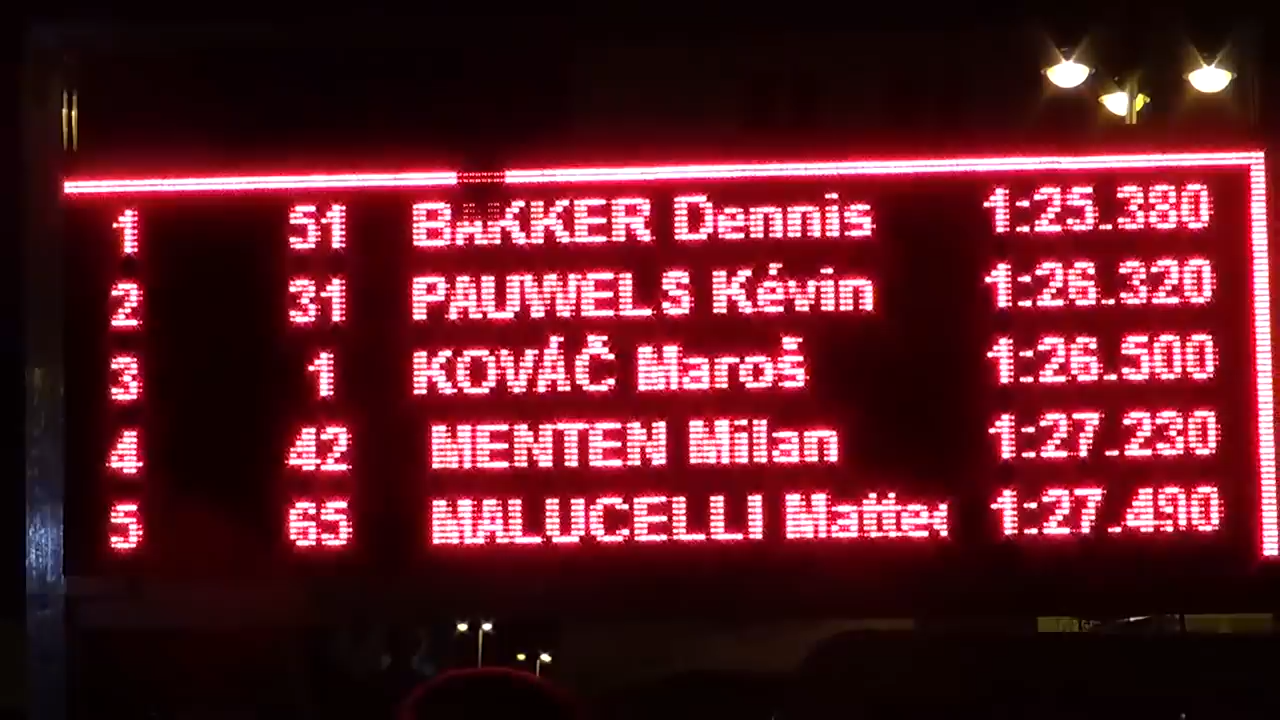 1 51 BAKKER Dennis 1:25.380
2 31 PAUWELS Kévin 1:26.320
3 1 KOVÁČ Maroš 1:26.500
4 42 MENTEN Milan 1:27.230
5 65 MALUCELLI 1:27.490